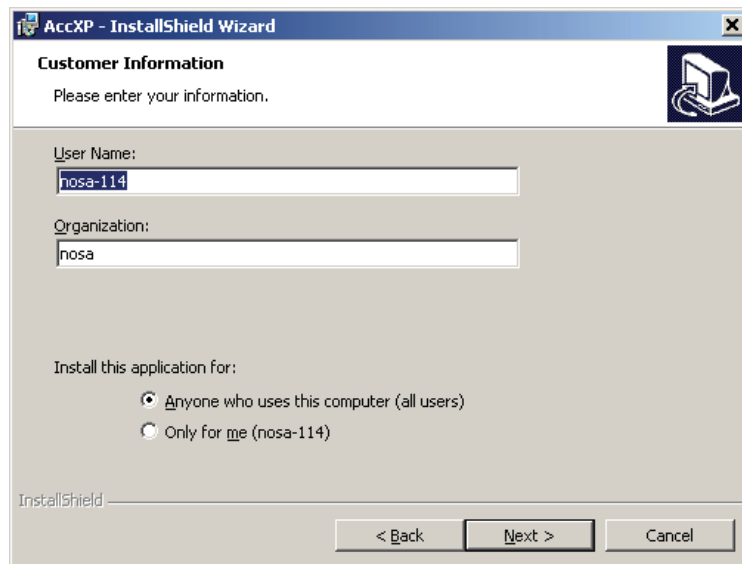 AccXP - InstallShield Wizard
Customer Information
Please enter your information.
User Name:
nosa-114
Organization:
nosa
Install this application for:
Anyone who uses this computer (all users)
Only for me (nosa-114)
InstallShield
< Back
Next >
Cancel